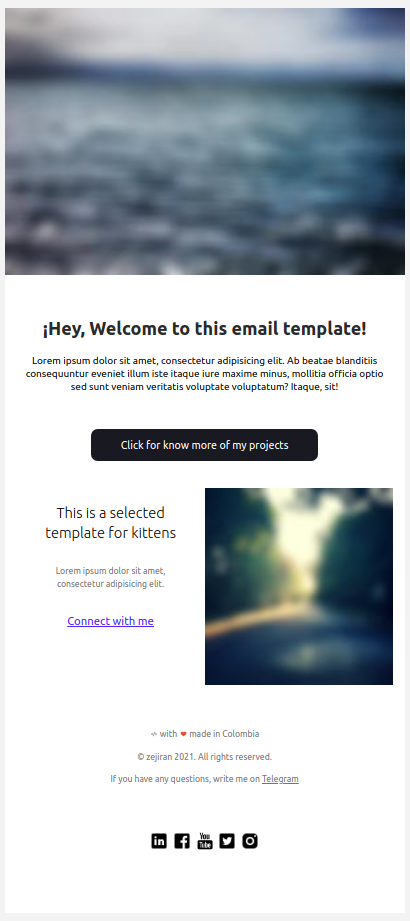 ¡Hey, Welcome to this email template!
Lorem ipsum dolor sit amet, consectetur adipisicing elit. Ab beatae blanditiis
consequuntur eveniet illum iste itaque iure maxime minus, mollitia officia optio
sed sunt veniam veritatis voluptate voluptatum? Itaque, sit!
Click for know more of my projects
This is a selected
template for kittens
Lorem ipsum dolor sit amet,
consectetur adipisicing elit.
Connect with me
</> with ❤ made in Colombia
© zejiran 2021. All rights reserved.
If you have any questions, write me on Telegram
You
Tube